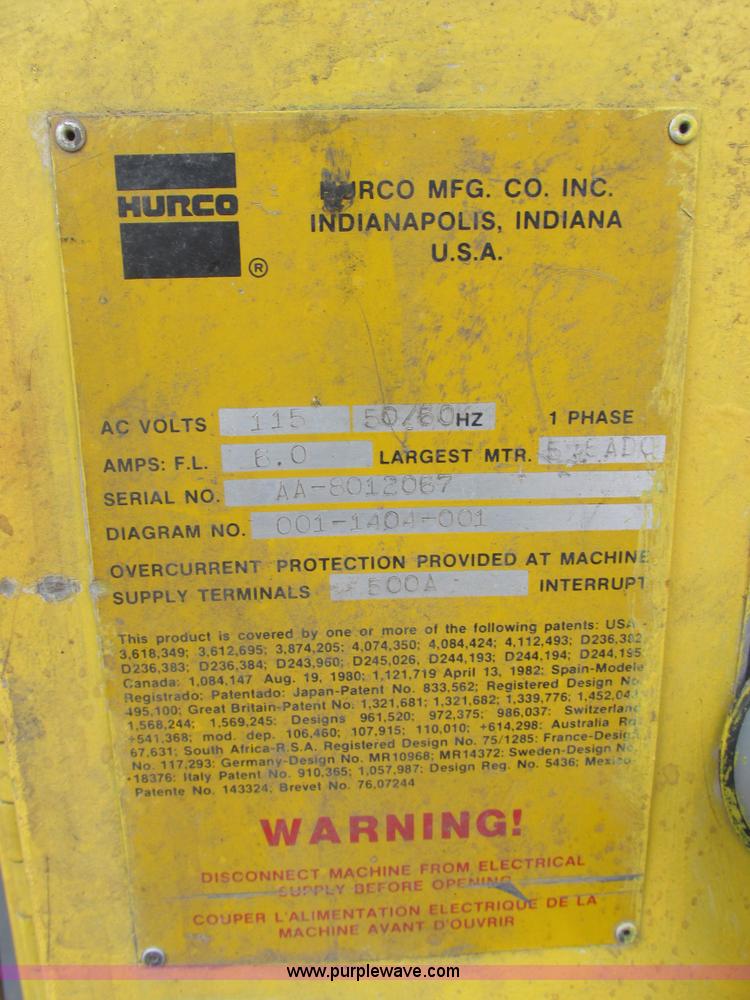 HURCO
®
HURCO MFG. CO. INC.
INDIANAPOLIS, INDIANA
U.S.A.
AC VOLTS 115 50/60 HZ 1 PHASE
AMPS: F.L. LARGEST MTR.
SERIAL NO. AA-8012067
DIAGRAM NO. 001-1404-001
OVERCURRENT PROTECTION PROVIDED AT MACHINE
SUPPLY TERMINALS 500A INTERRUPT
This product is covered by one or more of the following patents: USA -
3,618,349; 3,612,695; 3,874,205; 4,074,350; 4,084,424; 4,112,493; D236,382
D236,383; D236,384; D243,960; D245,026, D244,193; D244,194; D244,195
Canada: 1,084,147 Aug. 19, 1980; 1,121,719 April 13, 1982; Spain-Modele
Registrado: Patentado: Japan-Patent No. 833,562; Registered Design No.
495,100; Great Britain-Patent No: 1,321,681; 1,321,682; 1,339,776;
1,568,244; 1,569,245: Designs 961,520; 972,375; 986,037: Switzerland
+541,368; mod. dep. 106,460; 107,915; 110,010; +614,298: Australia
67,631; South Africa-R.S.A. Registered Design No. 75/1285: France-Design
No. 117,293: Germany-Design No. MR10968; MR14372: Sweden-Design No.
18376: Italy Patent No. 910,365; 1,057,987; Design Reg. No. 5436; Mexico
Patente No. 143324; Brevet No. 76,07244
WARNING!
DISCONNECT MACHINE FROM ELECTRICAL
SUPPLY BEFORE OPENING
COUPER L'ALIMENTATION ELECTRIQUE DE LA
MACHINE AVANT D'OUVRIR
www.purplewave.com